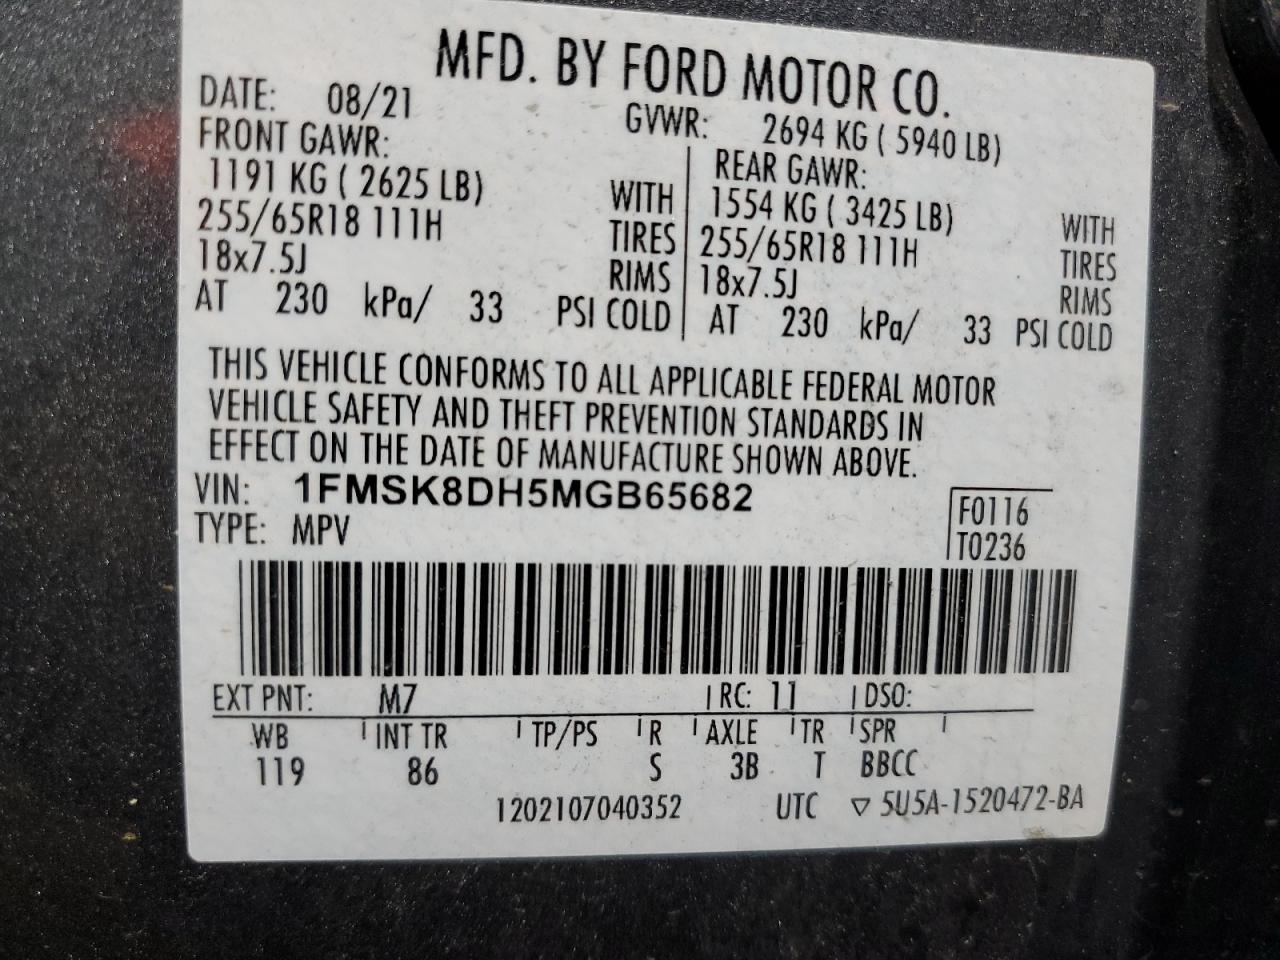 MFD. BY FORD MOTOR CO.
DATE: 08/21 GVWR: 2694 KG ( 5940 LB)
FRONT GAWR: REAR GAWR:
1191 KG ( 2625 LB) WITH 1554 KG ( 3425 LB) WITH
255/65R18 111H TIRES 255/65R18 111H TIRES
18x7.5J RIMS 18x7.5J RIMS
AT 230 kPa/ 33 PSI COLD AT 230 kPa/ 33 PSI COLD
THIS VEHICLE CONFORMS TO ALL APPLICABLE FEDERAL MOTOR
VEHICLE SAFETY AND THEFT PREVENTION STANDARDS IN
EFFECT ON THE DATE OF MANUFACTURE SHOWN ABOVE.
VIN: 1FMSK8DH5MGB65682 F0116
TYPE: MPV T0236
EXT PNT: M7 RC: 11 DSO:
WB INT TR TP/PS R AXLE TR SPR
119 86 S 3B T BBCC
1202107040352 UTC ▽ 5U5A-1520472-BA